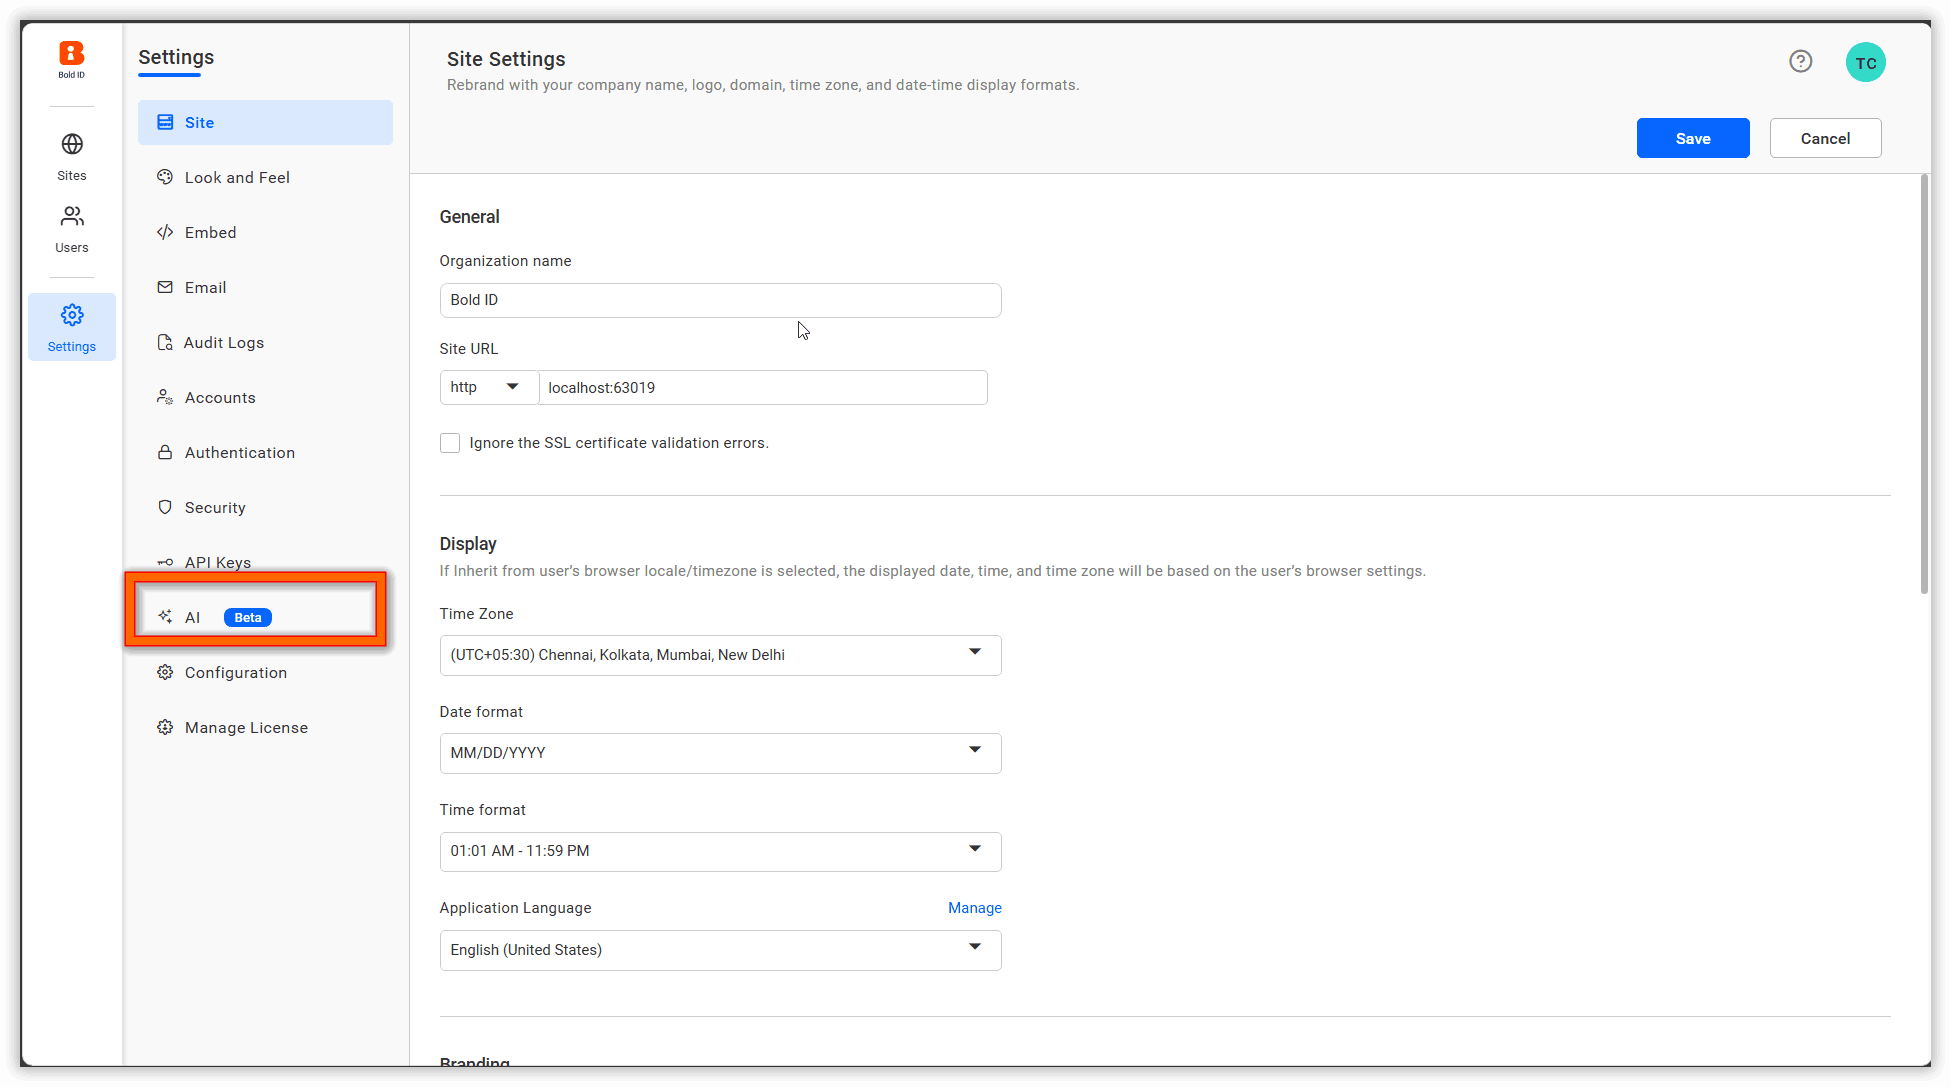 Bold ID
Sites
Users
Settings
Settings
Site
Look and Feel
Embed
Email
Audit Logs
Accounts
Authentication
Security
API Keys
AI Beta
Configuration
Manage License
Site Settings
Rebrand with your company name, logo, domain, time zone, and date-time display formats.
?
TC
Save Cancel
General
Organization name
Bold ID
Site URL
http localhost:63019
Ignore the SSL certificate validation errors.
Display
If Inherit from user’s browser locale/timezone is selected, the displayed date, time, and time zone will be based on the user’s browser settings.
Time Zone
(UTC+05:30) Chennai, Kolkata, Mumbai, New Delhi
Date format
MM/DD/YYYY
Time format
01:01 AM - 11:59 PM
Application Language Manage
English (United States)
Branding